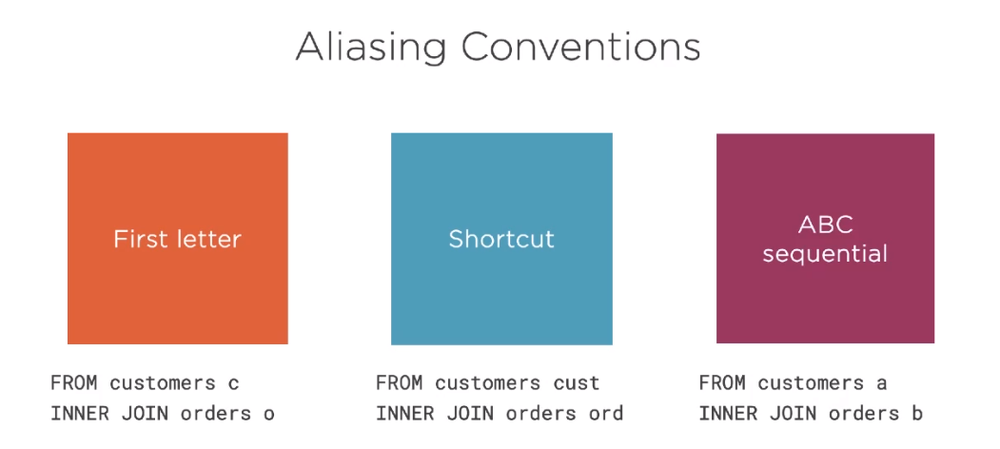 Aliasing Conventions
First letter
Shortcut
ABC
sequential
FROM customers c
INNER JOIN orders o
FROM customers cust
INNER JOIN orders ord
FROM customers a
INNER JOIN orders b